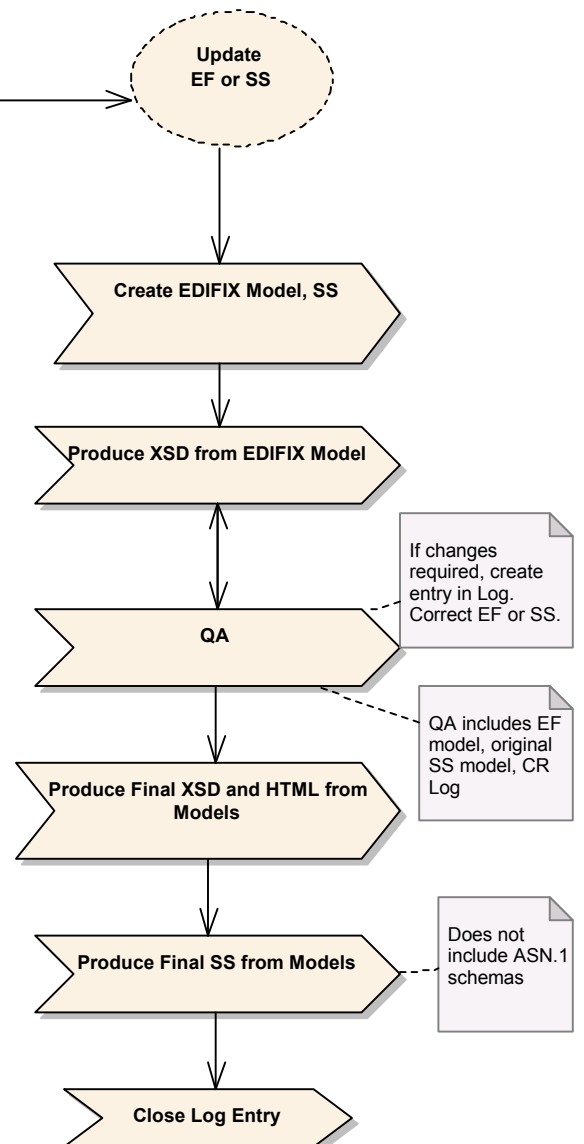 Update
EF or SS
Create EDIFIX Model, SS
Produce XSD from EDIFIX Model
If changes
required, create
entry in Log.
Correct EF or SS.
QA
QA includes EF
model, original
SS model, CR
Log
Produce Final XSD and HTML from
Models
Does not
include ASN.1
schemas
Produce Final SS from Models
Close Log Entry